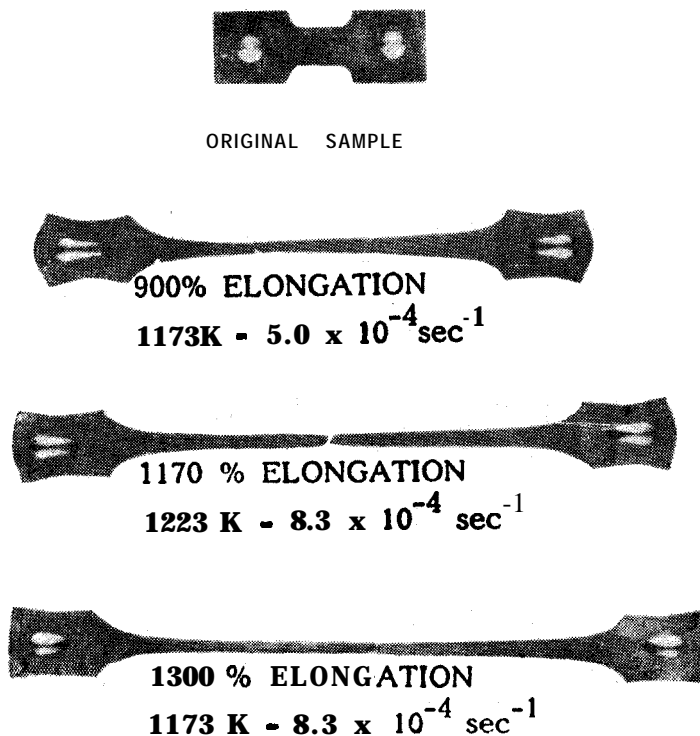 ORIGINAL SAMPLE
900% ELONGATION
1173K - 5.0 x 10⁻⁴sec⁻¹
1170 % ELONGATION
1223 K - 8.3 x 10⁻⁴ sec⁻¹
1300 % ELONGATION
1173 K - 8.3 x 10⁻⁴ sec⁻¹